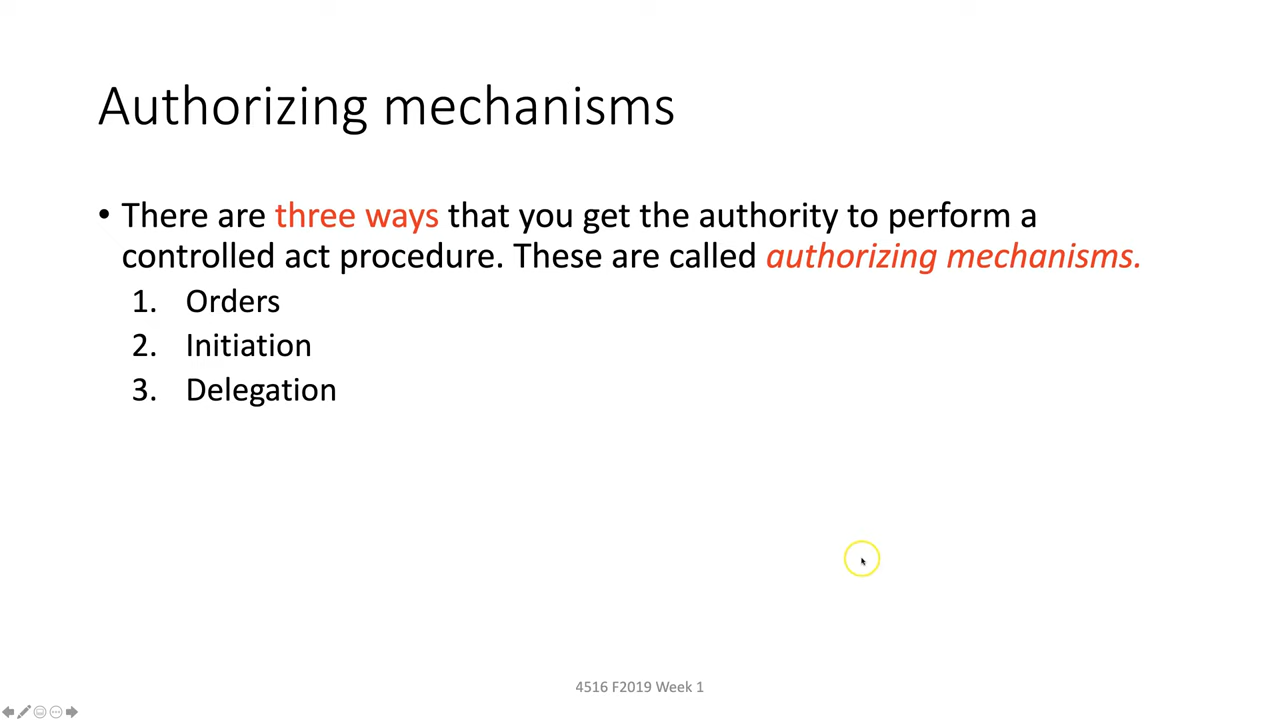 Authorizing mechanisms
• There are three ways that you get the authority to perform a
controlled act procedure. These are called authorizing mechanisms.
1. Orders
2. Initiation
3. Delegation
4516 F2019 Week 1